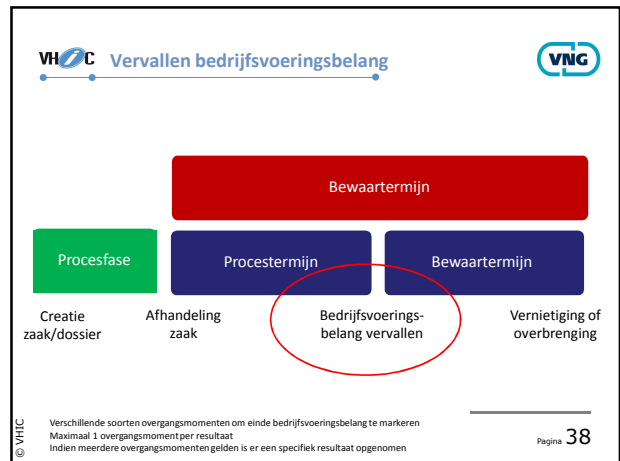 VHIC Vervallen bedrijfsvoeringsbelang
VNG
Bewaartermijn
Procesfase
Procestermijn
Bewaartermijn
Creatie
zaak/dossier
Afhandeling
zaak
Bedrijfsvoerings-
belang vervallen
Vernietiging of
overbrenging
© VHIC
Verschillende soorten overgangsmomenten om einde bedrijfsvoeringsbelang te markeren
Maximaal 1 overgangsmoment per resultaat
Indien meerdere overgangsmomenten gelden is er een specifiek resultaat opgenomen
Pagina 38